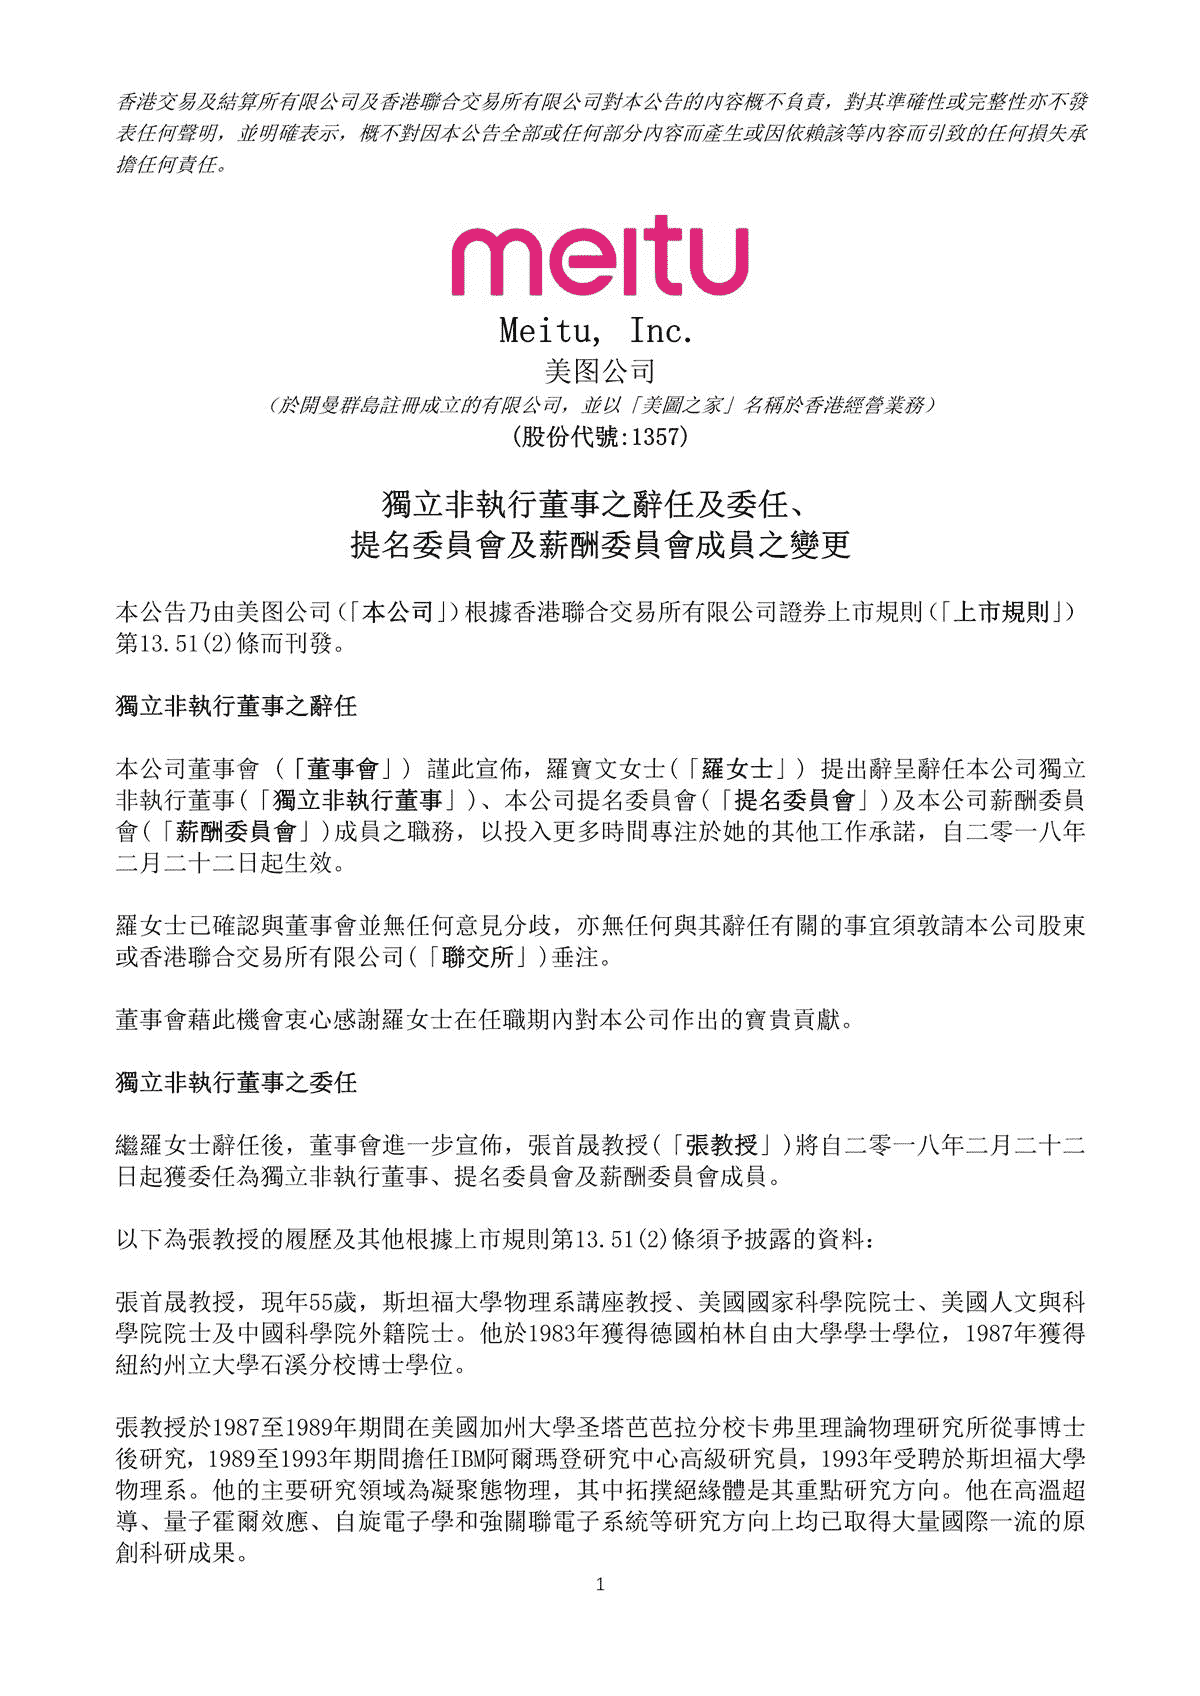 香港交易及結算所有限公司及香港聯合交易所有限公司對本公告的內容概不負責，對其準確性或完整性亦不發
表任何聲明，並明確表示，概不對因本公告全部或任何部分內容而產生或因依賴該等內容而引致的任何損失承
擔任何責任。
meitu
Meitu, Inc.
美图公司
（於開曼群島註冊成立的有限公司，並以「美圖之家」名稱於香港經營業務）
(股份代號:1357)
獨立非執行董事之辭任及委任、
提名委員會及薪酬委員會成員之變更
本公告乃由美图公司(「本公司」)根據香港聯合交易所有限公司證券上市規則(「上市規則」)
第13.51(2)條而刊發。
獨立非執行董事之辭任
本公司董事會 (「董事會」) 謹此宣佈，羅寶文女士(「羅女士」) 提出辭呈辭任本公司獨立
非執行董事(「獨立非執行董事」)、本公司提名委員會(「提名委員會」)及本公司薪酬委員
會(「薪酬委員會」)成員之職務，以投入更多時間專注於她的其他工作承諾，自二零一八年
二月二十二日起生效。
羅女士已確認與董事會並無任何意見分歧，亦無任何與其辭任有關的事宜須敦請本公司股東
或香港聯合交易所有限公司(「聯交所」)垂注。
董事會藉此機會衷心感謝羅女士在任職期內對本公司作出的寶貴貢獻。
獨立非執行董事之委任
繼羅女士辭任後，董事會進一步宣佈，張首晟教授(「張教授」)將自二零一八年二月二十二
日起獲委任為獨立非執行董事、提名委員會及薪酬委員會成員。
以下為張教授的履歷及其他根據上市規則第13.51(2)條須予披露的資料：
張首晟教授，現年55歲，斯坦福大學物理系講座教授、美國國家科學院院士、美國人文與科
學院院士及中國科學院外籍院士。他於1983年獲得德國柏林自由大學學士學位，1987年獲得
紐約州立大學石溪分校博士學位。
張教授於1987至1989年期間在美國加州大學圣塔芭芭拉分校卡弗里理論物理研究所從事博士
後研究，1989至1993年期間擔任IBM阿爾瑪登研究中心高級研究員，1993年受聘於斯坦福大學
物理系。他的主要研究領域為凝聚態物理，其中拓撲絕緣體是其重點研究方向。他在高溫超
導、量子霍爾效應、自旋電子學和強關聯電子系統等研究方向上均已取得大量國際一流的原
創科研成果。
1